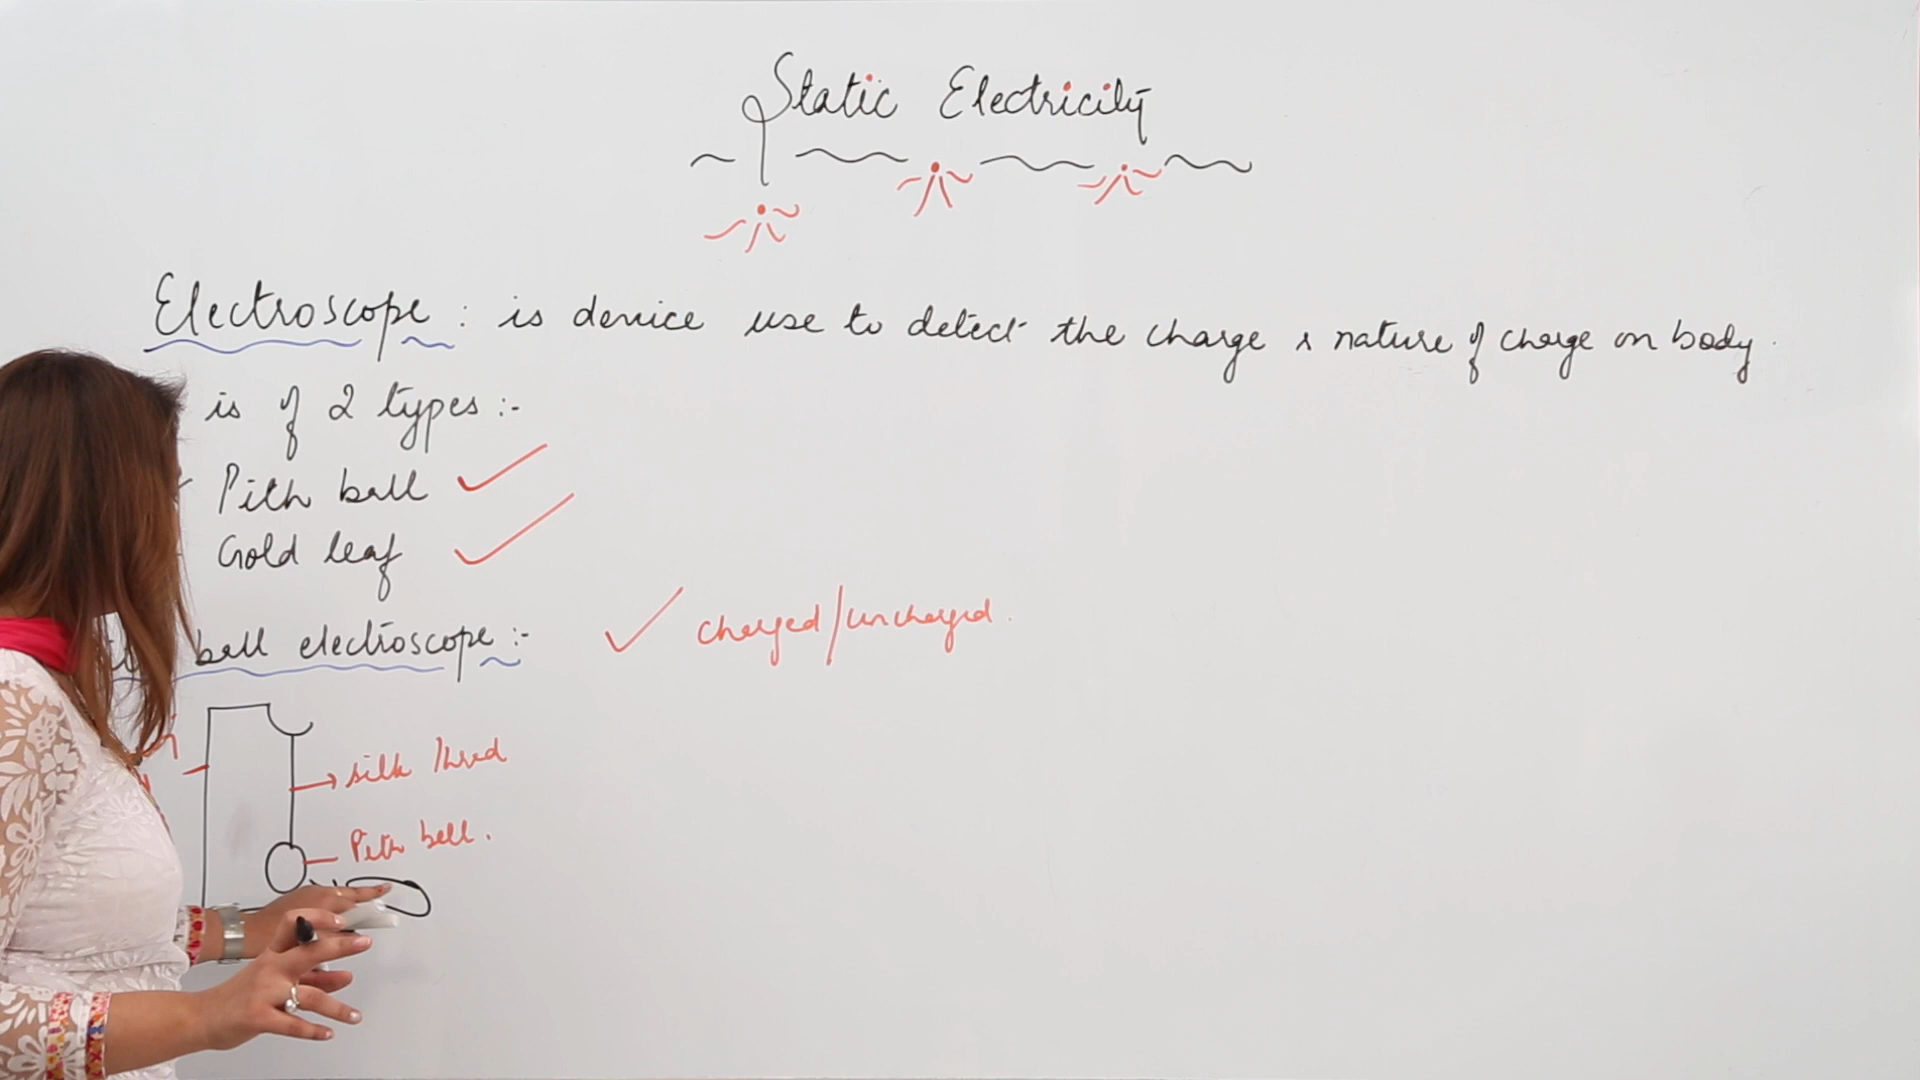 Static Electricity
Electroscope : is device use to detect the charge & nature of charge on body.
is of 2 types :-
Pith ball
Gold leaf
ball electroscope :-
charged/uncharged.
silk thred
Pith ball.